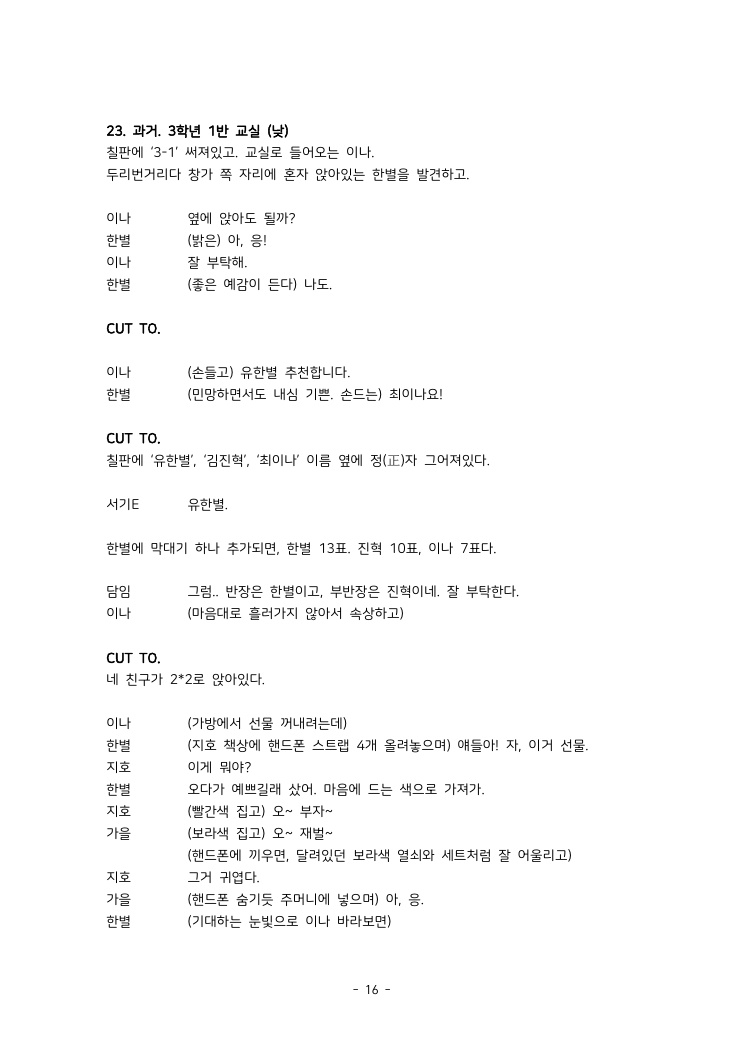 23. 과거. 3학년 1반 교실 (낮)
칠판에 ‘3-1’ 써져있고. 교실로 들어오는 이나.
두리번거리다 창가 쪽 자리에 혼자 앉아있는 한별을 발견하고.
이나 옆에 앉아도 될까?
한별 (밝은) 아, 응!
이나 잘 부탁해.
한별 (좋은 예감이 든다) 나도.
CUT TO.
이나 (손들고) 유한별 추천합니다.
한별 (민망하면서도 내심 기쁜. 손드는) 최이나요!
CUT TO.
칠판에 ‘유한별’, ‘김진혁’, ‘최이나’ 이름 옆에 정(正)자 그어져있다.
서기E 유한별.
한별에 막대기 하나 추가되면, 한별 13표. 진혁 10표, 이나 7표다.
담임 그럼.. 반장은 한별이고, 부반장은 진혁이네. 잘 부탁한다.
이나 (마음대로 흘러가지 않아서 속상하고)
CUT TO.
네 친구가 2*2로 앉아있다.
이나 (가방에서 선물 꺼내려는데)
한별 (지호 책상에 핸드폰 스트랩 4개 올려놓으며) 얘들아! 자, 이거 선물.
지호 이게 뭐야?
한별 오다가 예쁘길래 샀어. 마음에 드는 색으로 가져가.
지호 (빨간색 집고) 오~ 부자~
가을 (보라색 집고) 오~ 재벌~
(핸드폰에 끼우면, 달려있던 보라색 열쇠와 세트처럼 잘 어울리고)
지호 그거 귀엽다.
가을 (핸드폰 숨기듯 주머니에 넣으며) 아, 응.
한별 (기대하는 눈빛으로 이나 바라보면)
- 16 -